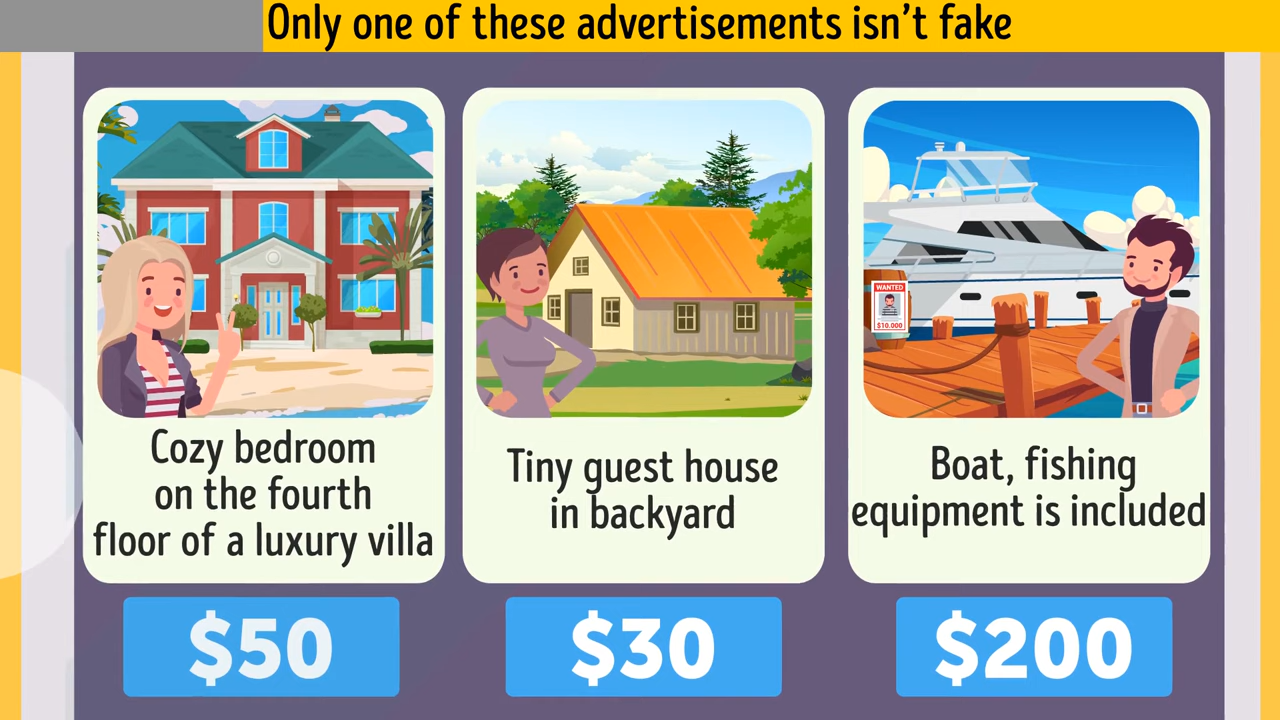 Only one of these advertisements isn't fake
Cozy bedroom
on the fourth
floor of a luxury villa
$50
Tiny guest house
in backyard
$30
WANTED
$10.000
Boat, fishing
equipment is included
$200